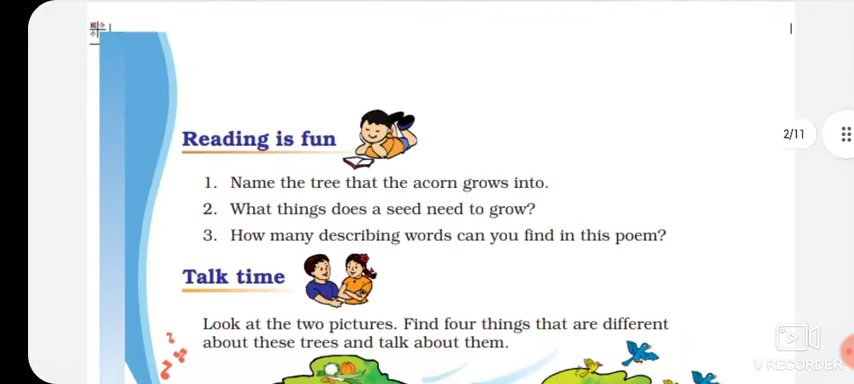 2/11
Reading is fun
1. Name the tree that the acorn grows into.
2. What things does a seed need to grow?
3. How many describing words can you find in this poem?
Talk time
Look at the two pictures. Find four things that are different
about these trees and talk about them.
V RECORDER